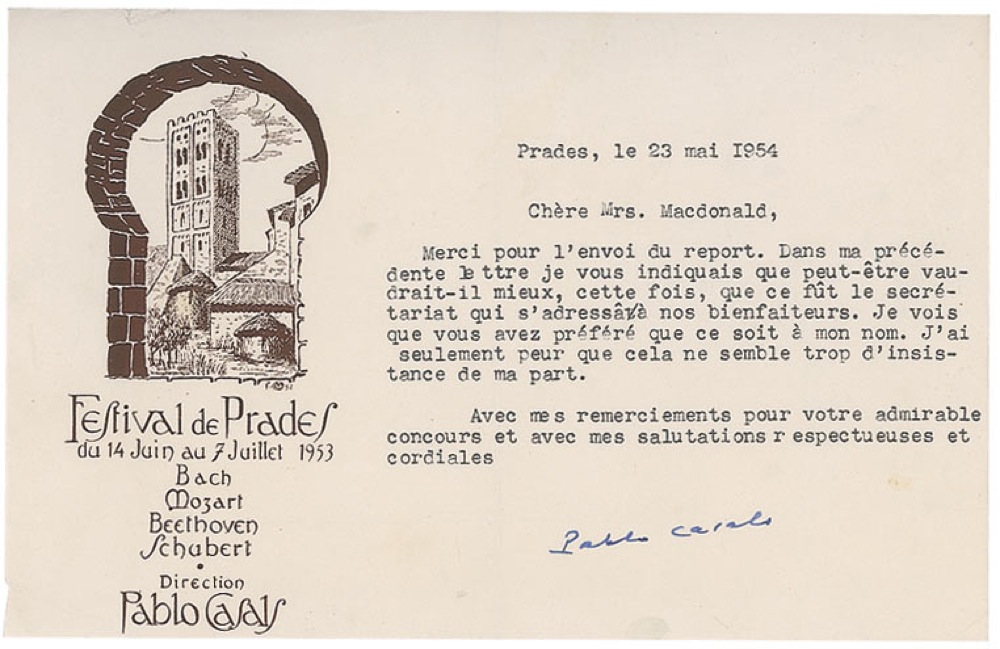 Festival de Prades
du 14 Juin au 7 Juillet 1953
Bach
Mozart
Beethoven
Schubert
•
Direction
Pablo Casals
Prades, le 23 mai I954
Chère Mrs. Macdonald,
Merci pour l'envoi du report. Dans ma précé-
dente lettre je vous indiquais que peut-être vau-
drait-il mieux, cette fois, que ce fût le secré-
tariat qui s'adressât à nos bienfaiteurs. Je vois
que vous avez préféré que ce soit à mon nom. J'ai
seulement peur que cela ne semble trop d'insis-
tance de ma part.
Avec mes remerciements pour votre admirable
concours et avec mes salutations r espectueuses et
cordiales
Pablo Casals